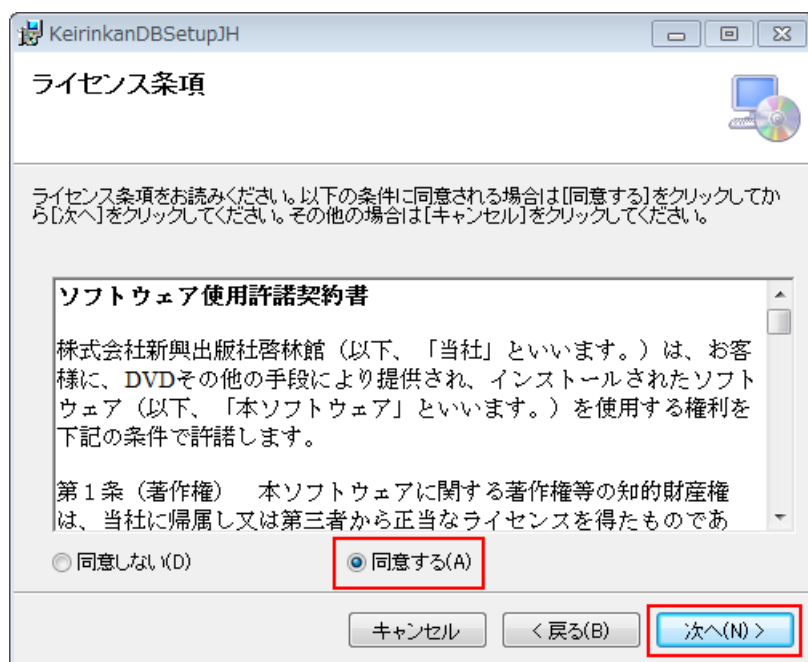 KeirinkanDBSetupJH
ライセンス条項
ライセンス条項をお読みください。以下の条件に同意される場合は[同意する]をクリックしてか
ら[次へ]をクリックしてください。その他の場合は[キャンセル]をクリックしてください。
ソフトウェア使用許諾契約書
株式会社新興出版社啓林館（以下、「当社」といいます。）は、お客
様に、DVDその他の手段により提供され、インストールされたソフト
ウェア（以下、「本ソフトウェア」といいます。）を使用する権利を
下記の条件で許諾します。
第１条（著作権）　本ソフトウェアに関する著作権等の知的財産権
は、当社に帰属し又は第三者から正当なライセンスを得たものであ
同意しない(D) 同意する(A)
キャンセル < 戻る(B) 次へ(N) >